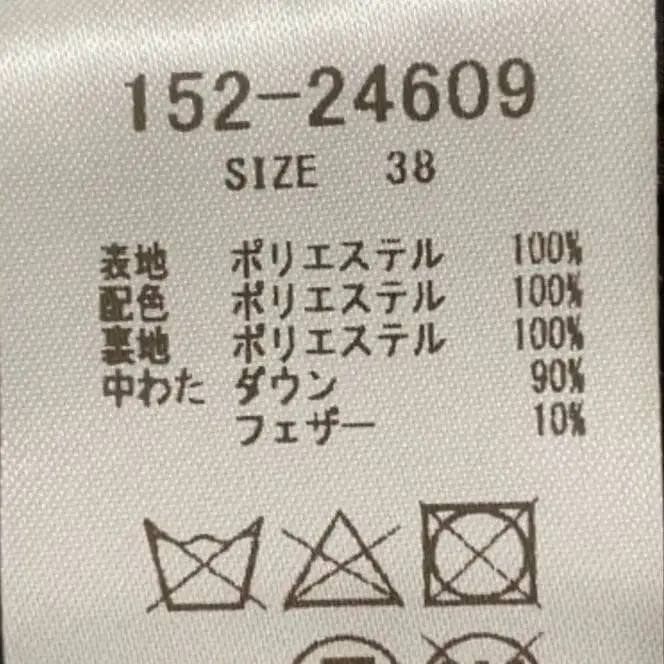 152-24609
SIZE 38
表地 ポリエステル 100%
配色 ポリエステル 100%
裏地 ポリエステル 100%
中わた ダウン 90%
フェザー 10%